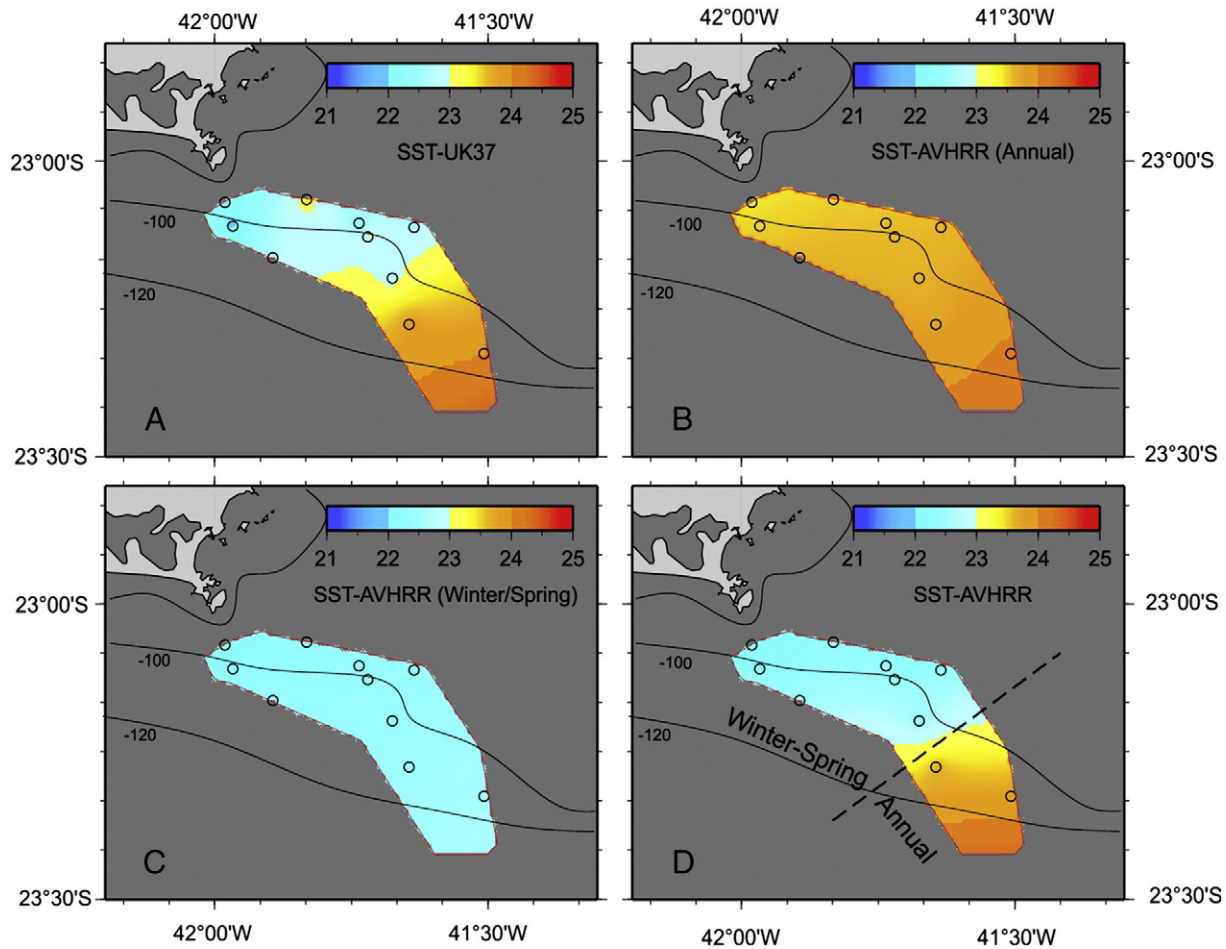 42°00'W 41°30'W 42°00'W 41°30'W
21 22 23 24 25
SST-UK37
23°00'S
-100
-120
A
23°30'S
21 22 23 24 25
SST-AVHRR (Annual)
23°00'S
-100
-120
B
23°30'S
21 22 23 24 25
SST-AVHRR (Winter/Spring)
23°00'S
-100
-120
C
23°30'S
21 22 23 24 25
SST-AVHRR
23°00'S
-100
-120
Winter-Spring
Annual
D
23°30'S
42°00'W 41°30'W 42°00'W 41°30'W